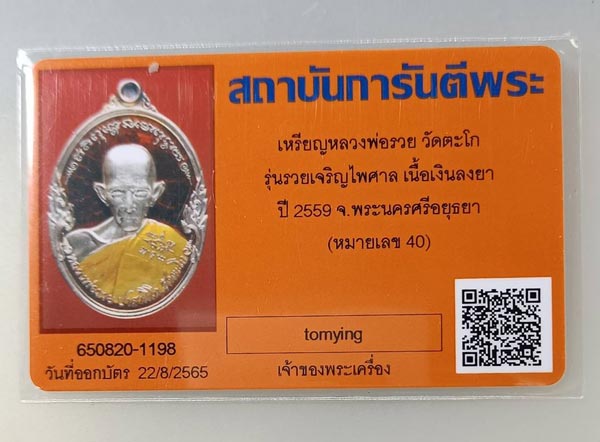 สถาบันการันตีพระ
เหรียญหลวงพ่อรวย วัดตะโก
รุ่นรวยเจริญไพศาล เนื้อเงินลงยา
ปี 2559 จ.พระนครศรีอยุธยา
(หมายเลข 40)
tomying
เจ้าของพระเครื่อง
650820-1198
วันที่ออกบัตร 22/8/2565